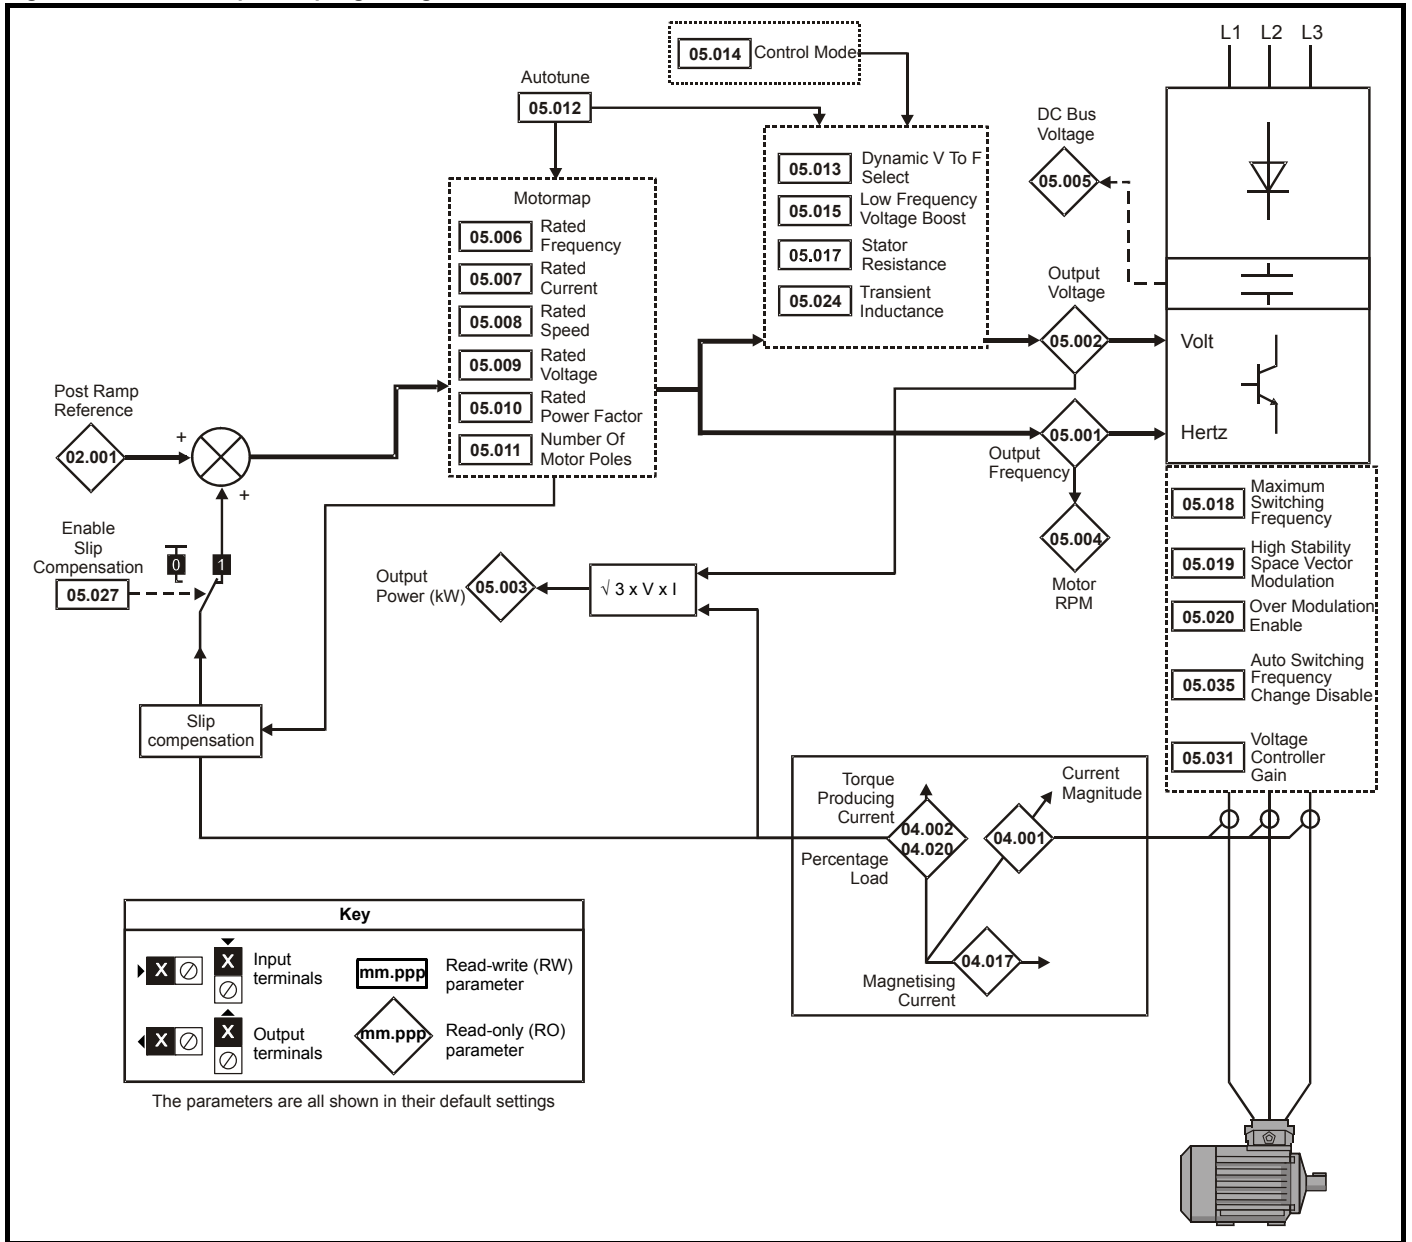 L1 L2 L3
05.014 Control Mode
Autotune
05.012
DC Bus
Voltage
05.005
05.013 Dynamic V To F
Select
05.015 Low Frequency
Voltage Boost
05.017 Stator
Resistance
05.024 Transient
Inductance
Motormap
05.006 Rated
Frequency
05.007 Rated
Current
05.008 Rated
Speed
05.009 Rated
Voltage
05.010 Rated
Power Factor
05.011 Number Of
Motor Poles
Output
Voltage
05.002
Volt
Post Ramp
Reference
02.001
+
+
05.001
Output
Frequency
Hertz
05.004
Motor
RPM
Enable
Slip
Compensation
05.027
0 1
Output
Power (kW)
05.003
√ 3 x V x I
05.018 Maximum
Switching
Frequency
05.019 High Stability
Space Vector
Modulation
05.020 Over Modulation
Enable
05.035 Auto Switching
Frequency
Change Disable
05.031 Voltage
Controller
Gain
Slip
compensation
Torque
Producing
Current
04.002
04.020
Percentage
Load
Current
Magnitude
04.001
04.017
Magnetising
Current
Key
X X Input
terminals
mm.ppp Read-write (RW)
parameter
X X Output
terminals
mm.ppp Read-only (RO)
parameter
The parameters are all shown in their default settings